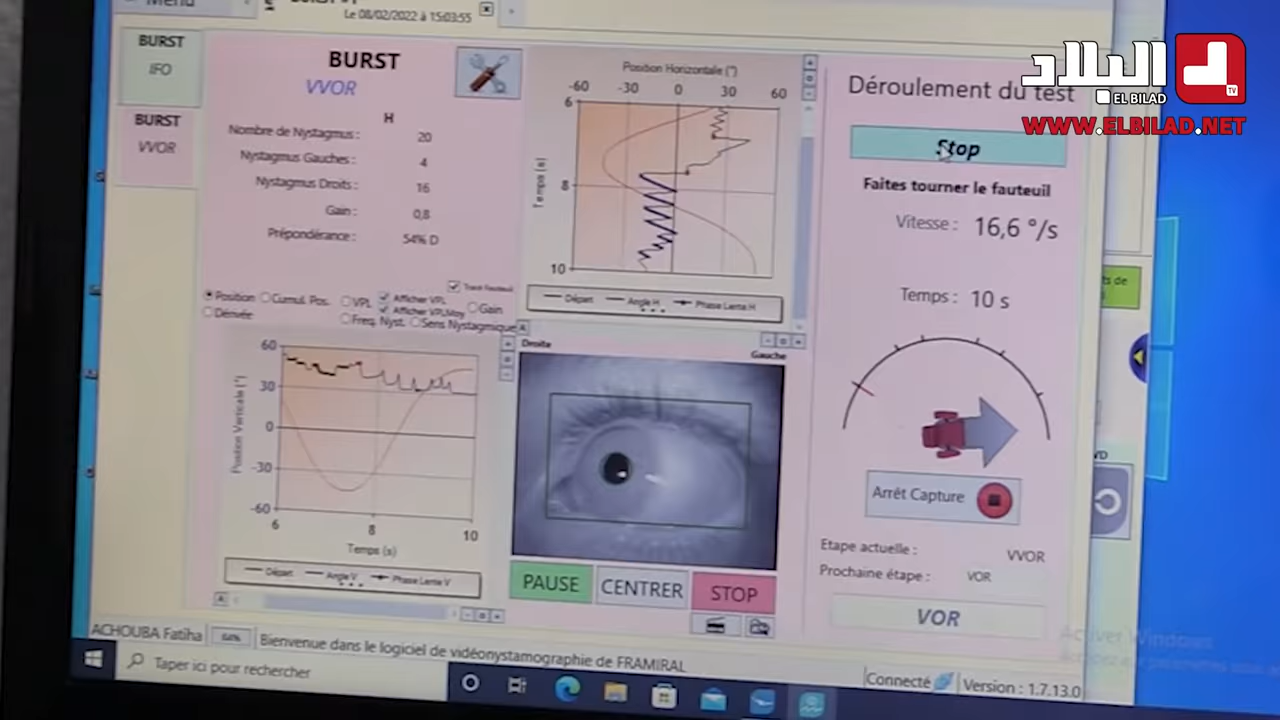 Menu
Le 08/02/2022 à 15:03:55
BURST
IFO
BURST
VVOR
BURST
VVOR
H
Nombre de Nystagmus : 20
Nystagmus Gauches : 4
Nystagmus Droits : 16
Gain : 0,8
Prépondérance : 54% D
Position Horizontale (°)
-60 -30 0 30 60
6
8
10
Temps (s)
Départ Angle H Phase Lente H
Trace Fauteuil
Position Cumul. Pos. VPL Afficher VPL
Afficher VPLMoy Gain
Dérivée Freq. Nyst. Sens Nystagmique
60
30
0
-30
-60
Position Verticale (°)
6 8 10
Temps (s)
Départ Angle V Phase Lente V
Droite Gauche
PAUSE CENTRER STOP
Déroulement du test
Stop
Faites tourner le fauteuil
Vitesse : 16,6 °/s
Temps : 10 s
Arrêt Capture
Etape actuelle : VVOR
Prochaine étape : VOR
VOR
البلاد
EL BILAD
TV
WWW.ELBILAD.NET
ts de
Activer Windows
ACHOUBA Fatiha 64% Bienvenue dans le logiciel de vidéonystamographie de FRAMIRAL
Connecté Version : 1.7.13.0
Taper ici pour rechercher